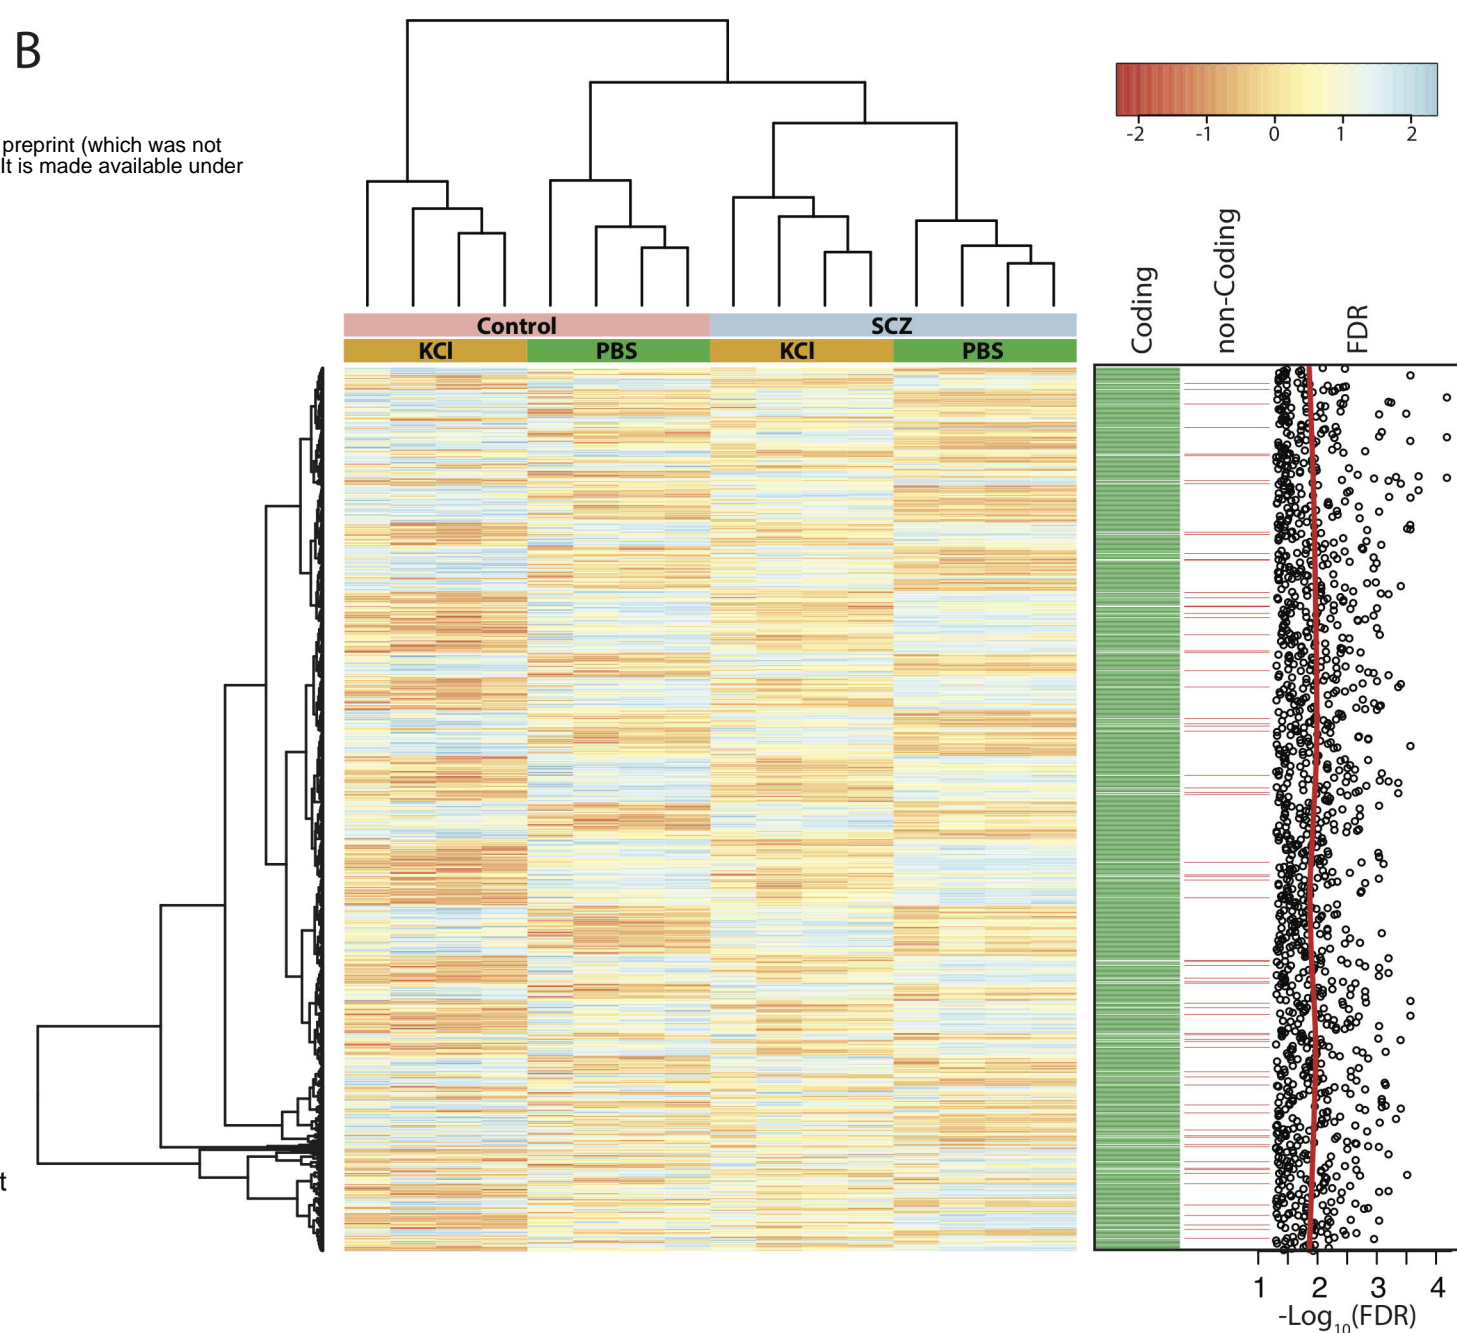 B
preprint (which was not
It is made available under
-2 -1 0 1 2
Coding
non-Coding
FDR
Control SCZ
KCl PBS KCl PBS
t
1 2 3 4
-Log10(FDR)